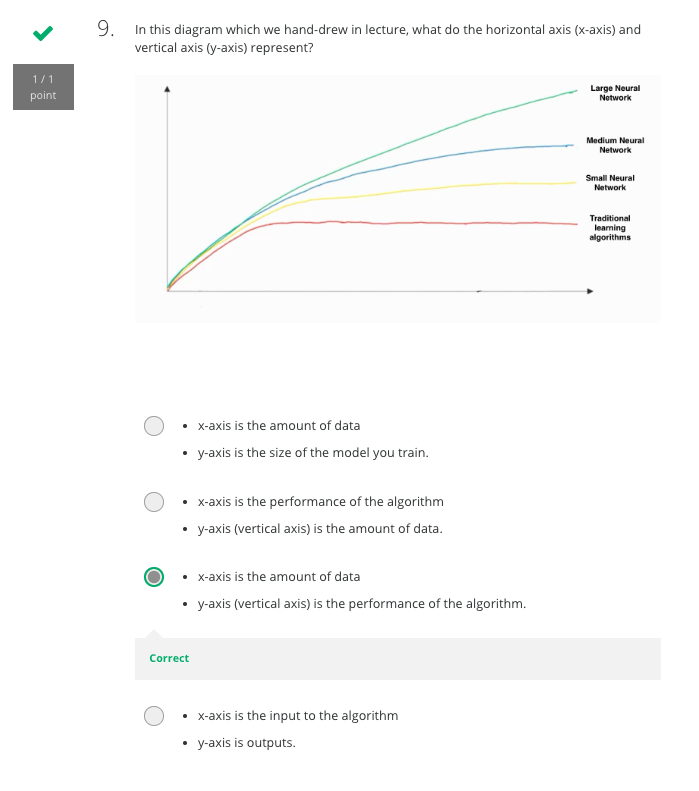 9. In this diagram which we hand-drew in lecture, what do the horizontal axis (x-axis) and
vertical axis (y-axis) represent?
1 / 1
point
Large Neural
Network
Medium Neural
Network
Small Neural
Network
Traditional
learning
algorithms
• x-axis is the amount of data
• y-axis is the size of the model you train.
• x-axis is the performance of the algorithm
• y-axis (vertical axis) is the amount of data.
• x-axis is the amount of data
• y-axis (vertical axis) is the performance of the algorithm.
Correct
• x-axis is the input to the algorithm
• y-axis is outputs.